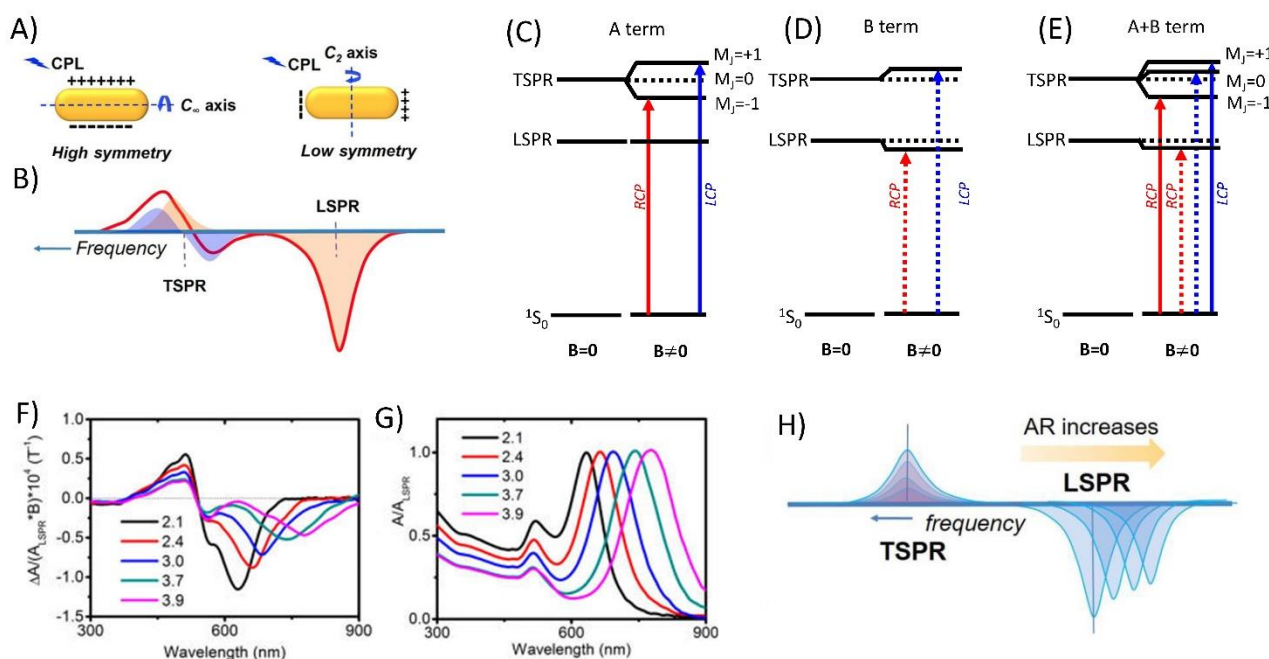 A)
CPL
+++++++
C∞ axis
-------
High symmetry
C2 axis
CPL
Low symmetry
B)
LSPR
Frequency
TSPR
(C)
A term
TSPR
MJ=+1
MJ=0
MJ=-1
LSPR
RCP
LCP
1S0
B=0
B≠0
D)
B term
TSPR
LSPR
RCP
LCP
1S0
B=0
B≠0
(E)
A+B term
TSPR
MJ=+1
MJ=0
MJ=-1
LSPR
RCP
RCP
LCP
LCP
1S0
B=0
B≠0
F)
ΔA/(ALSPR*B)*10⁴ (T⁻¹)
1.0
0.5
0.0
-0.5
-1.0
-1.5
2.1
2.4
3.0
3.7
3.9
300 600 900
Wavelength (nm)
G)
A/ALSPR
1.0
0.5
0.0
2.1
2.4
3.0
3.7
3.9
300 600 900
Wavelength (nm)
H)
AR increases
LSPR
frequency
TSPR